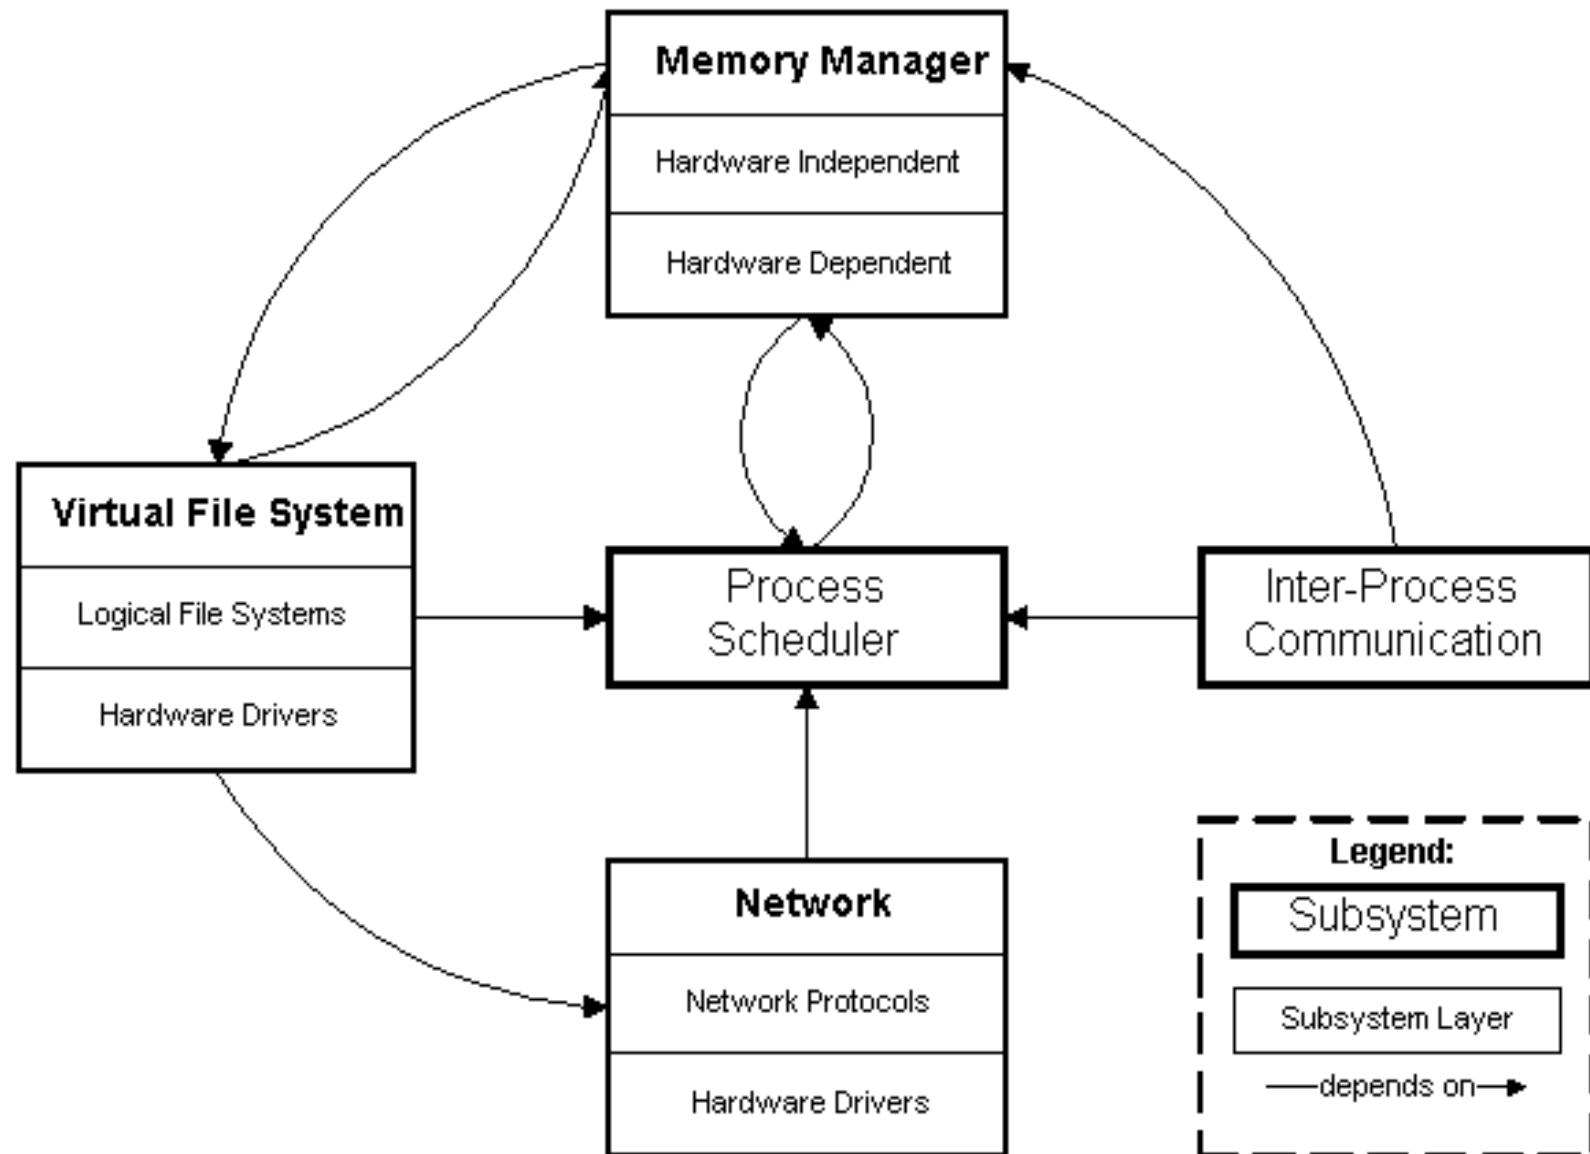 Memory Manager
Hardware Independent
Hardware Dependent
Virtual File System
Logical File Systems
Hardware Drivers
Process
Scheduler
Inter-Process
Communication
Network
Network Protocols
Hardware Drivers
Legend:
Subsystem
Subsystem Layer
depends on